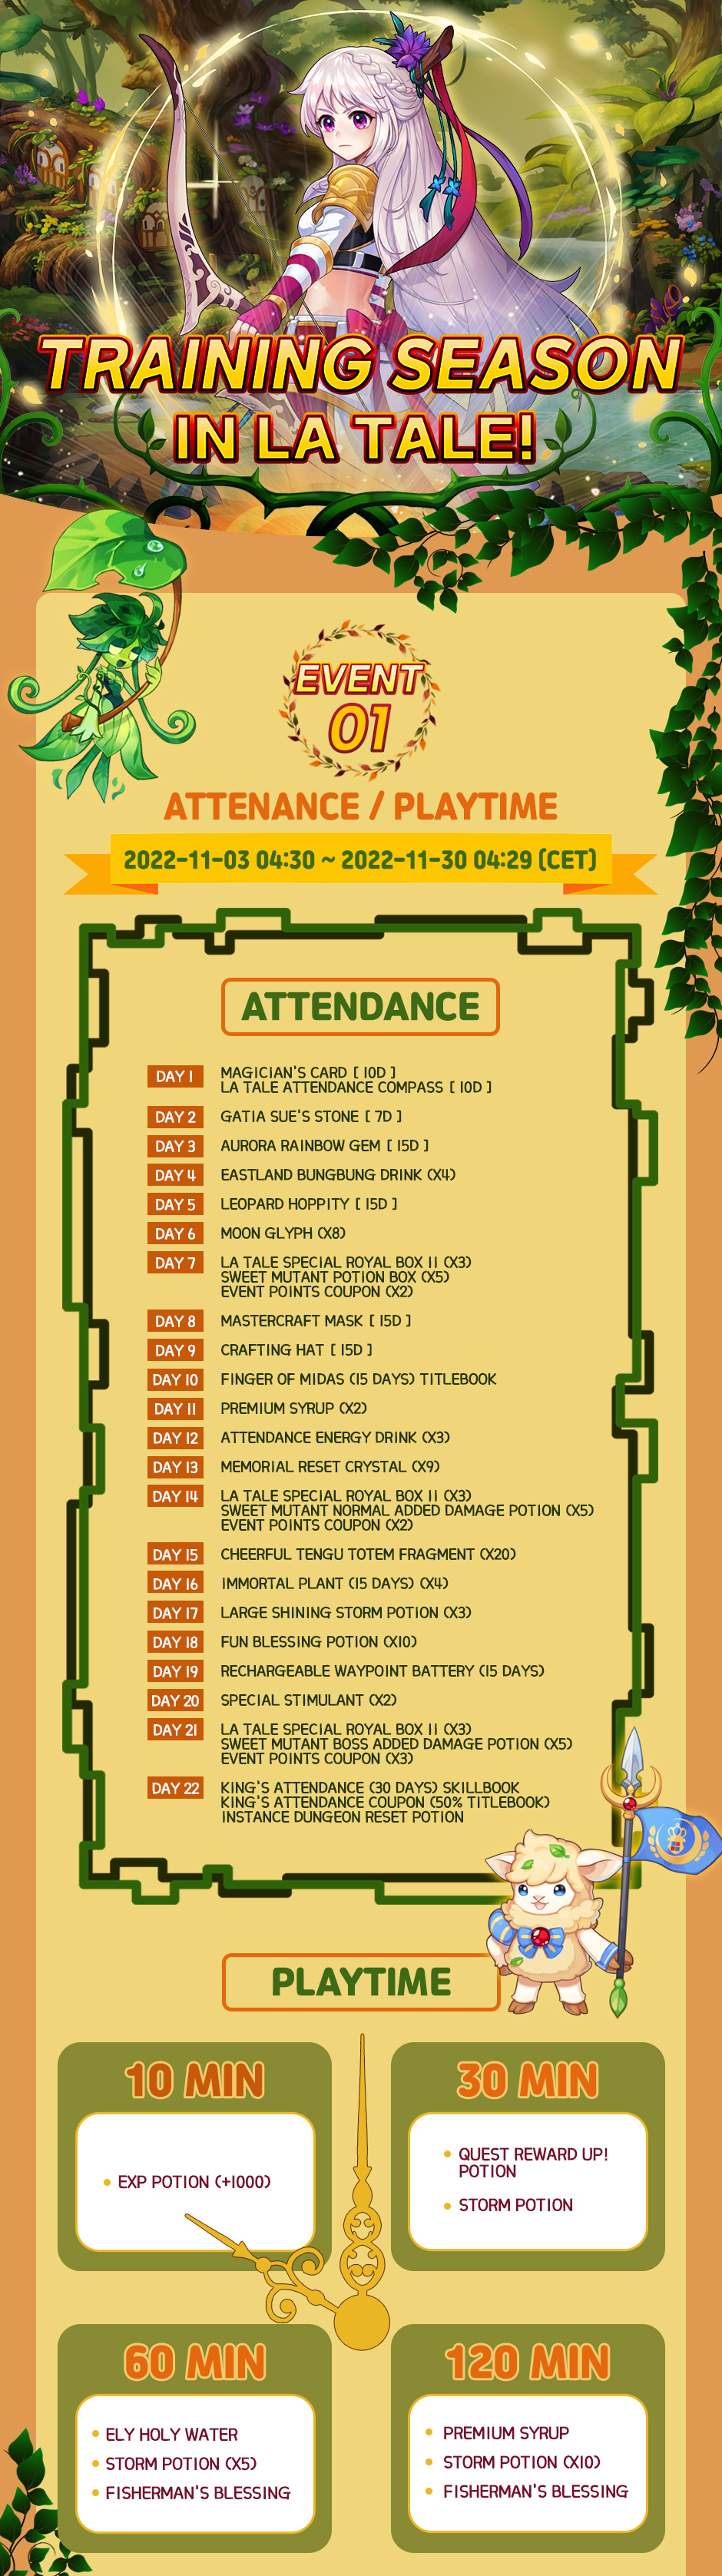 TRAINING SEASON
IN LA TALE!
EVENT
01
ATTENANCE / PLAYTIME
2022-11-03 04:30 ~ 2022-11-30 04:29 (CET)
ATTENDANCE
DAY 1 MAGICIAN'S CARD [ 10D ]
LA TALE ATTENDANCE COMPASS [ 10D ]
DAY 2 GATIA SUE'S STONE [ 7D ]
DAY 3 AURORA RAINBOW GEM [ 15D ]
DAY 4 EASTLAND BUNGBUNG DRINK (X4)
DAY 5 LEOPARD HOPPITY [ 15D ]
DAY 6 MOON GLYPH (X8)
DAY 7 LA TALE SPECIAL ROYAL BOX II (X3)
SWEET MUTANT POTION BOX (X5)
EVENT POINTS COUPON (X2)
DAY 8 MASTERCRAFT MASK [ 15D ]
DAY 9 CRAFTING HAT [ 15D ]
DAY 10 FINGER OF MIDAS (15 DAYS) TITLEBOOK
DAY 11 PREMIUM SYRUP (X2)
DAY 12 ATTENDANCE ENERGY DRINK (X3)
DAY 13 MEMORIAL RESET CRYSTAL (X9)
DAY 14 LA TALE SPECIAL ROYAL BOX II (X3)
SWEET MUTANT NORMAL ADDED DAMAGE POTION (X5)
EVENT POINTS COUPON (X2)
DAY 15 CHEERFUL TENGU TOTEM FRAGMENT (X20)
DAY 16 IMMORTAL PLANT (15 DAYS) (X4)
DAY 17 LARGE SHINING STORM POTION (X3)
DAY 18 FUN BLESSING POTION (X10)
DAY 19 RECHARGEABLE WAYPOINT BATTERY (15 DAYS)
DAY 20 SPECIAL STIMULANT (X2)
DAY 21 LA TALE SPECIAL ROYAL BOX II (X3)
SWEET MUTANT BOSS ADDED DAMAGE POTION (X5)
EVENT POINTS COUPON (X3)
DAY 22 KING'S ATTENDANCE (30 DAYS) SKILLBOOK
KING'S ATTENDANCE COUPON (50% TITLEBOOK)
INSTANCE DUNGEON RESET POTION
PLAYTIME
10 MIN
EXP POTION (+1000)
30 MIN
QUEST REWARD UP!
POTION
STORM POTION
60 MIN
ELY HOLY WATER
STORM POTION (X5)
FISHERMAN'S BLESSING
120 MIN
PREMIUM SYRUP
STORM POTION (X10)
FISHERMAN'S BLESSING